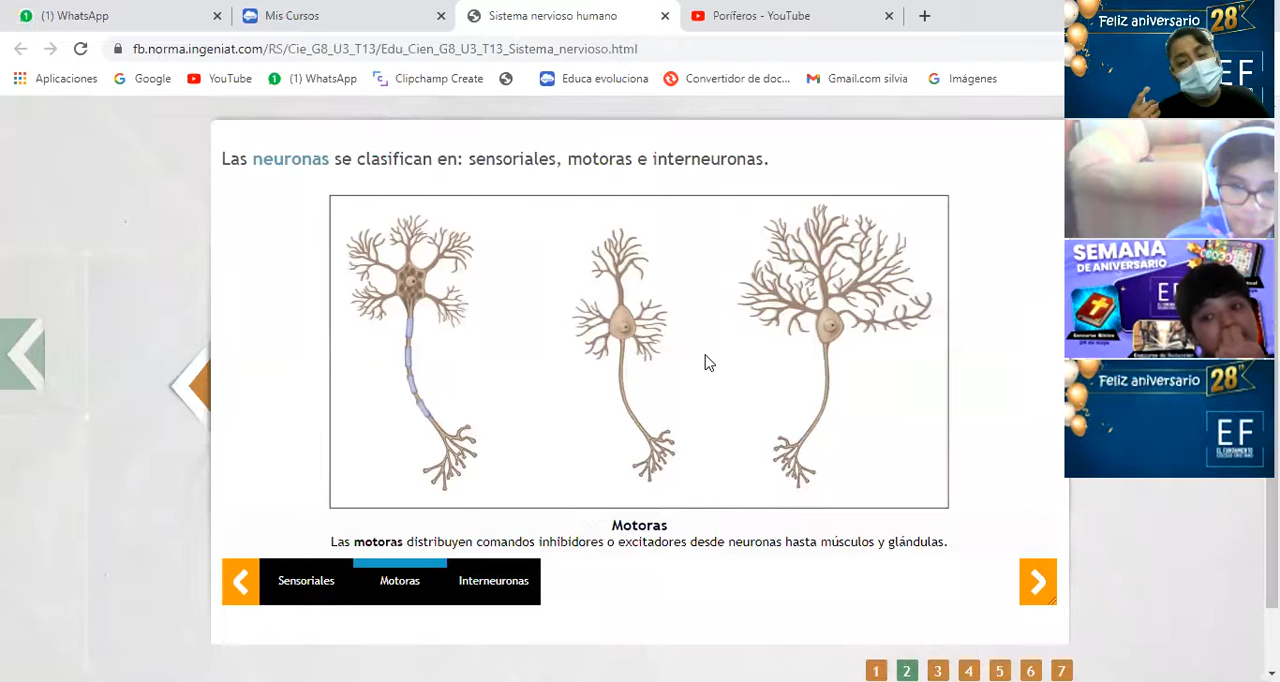 (1) WhatsApp
Mis Cursos
Sistema nervioso humano
Poríferos - YouTube
fb.norma.ingeniat.com/RS/Cie_G8_U3_T13/Edu_Cien_G8_U3_T13_Sistema_nervioso.html
Aplicaciones
Google
YouTube
(1) WhatsApp
Clipchamp Create
Educa evoluciona
Convertidor de doc...
Gmail.com silvia
Imágenes
Las neuronas se clasifican en: sensoriales, motoras e interneuronas.
Motoras
Las motoras distribuyen comandos inhibidores o excitadores desde neuronas hasta músculos y glándulas.
Sensoriales
Motoras
Interneuronas
1 2 3 4 5 6 7
Feliz aniversario 28
EF
SEMANA
DE ANIVERSARIO
Feliz aniversario 28
EF
EL FUNDAMENTO